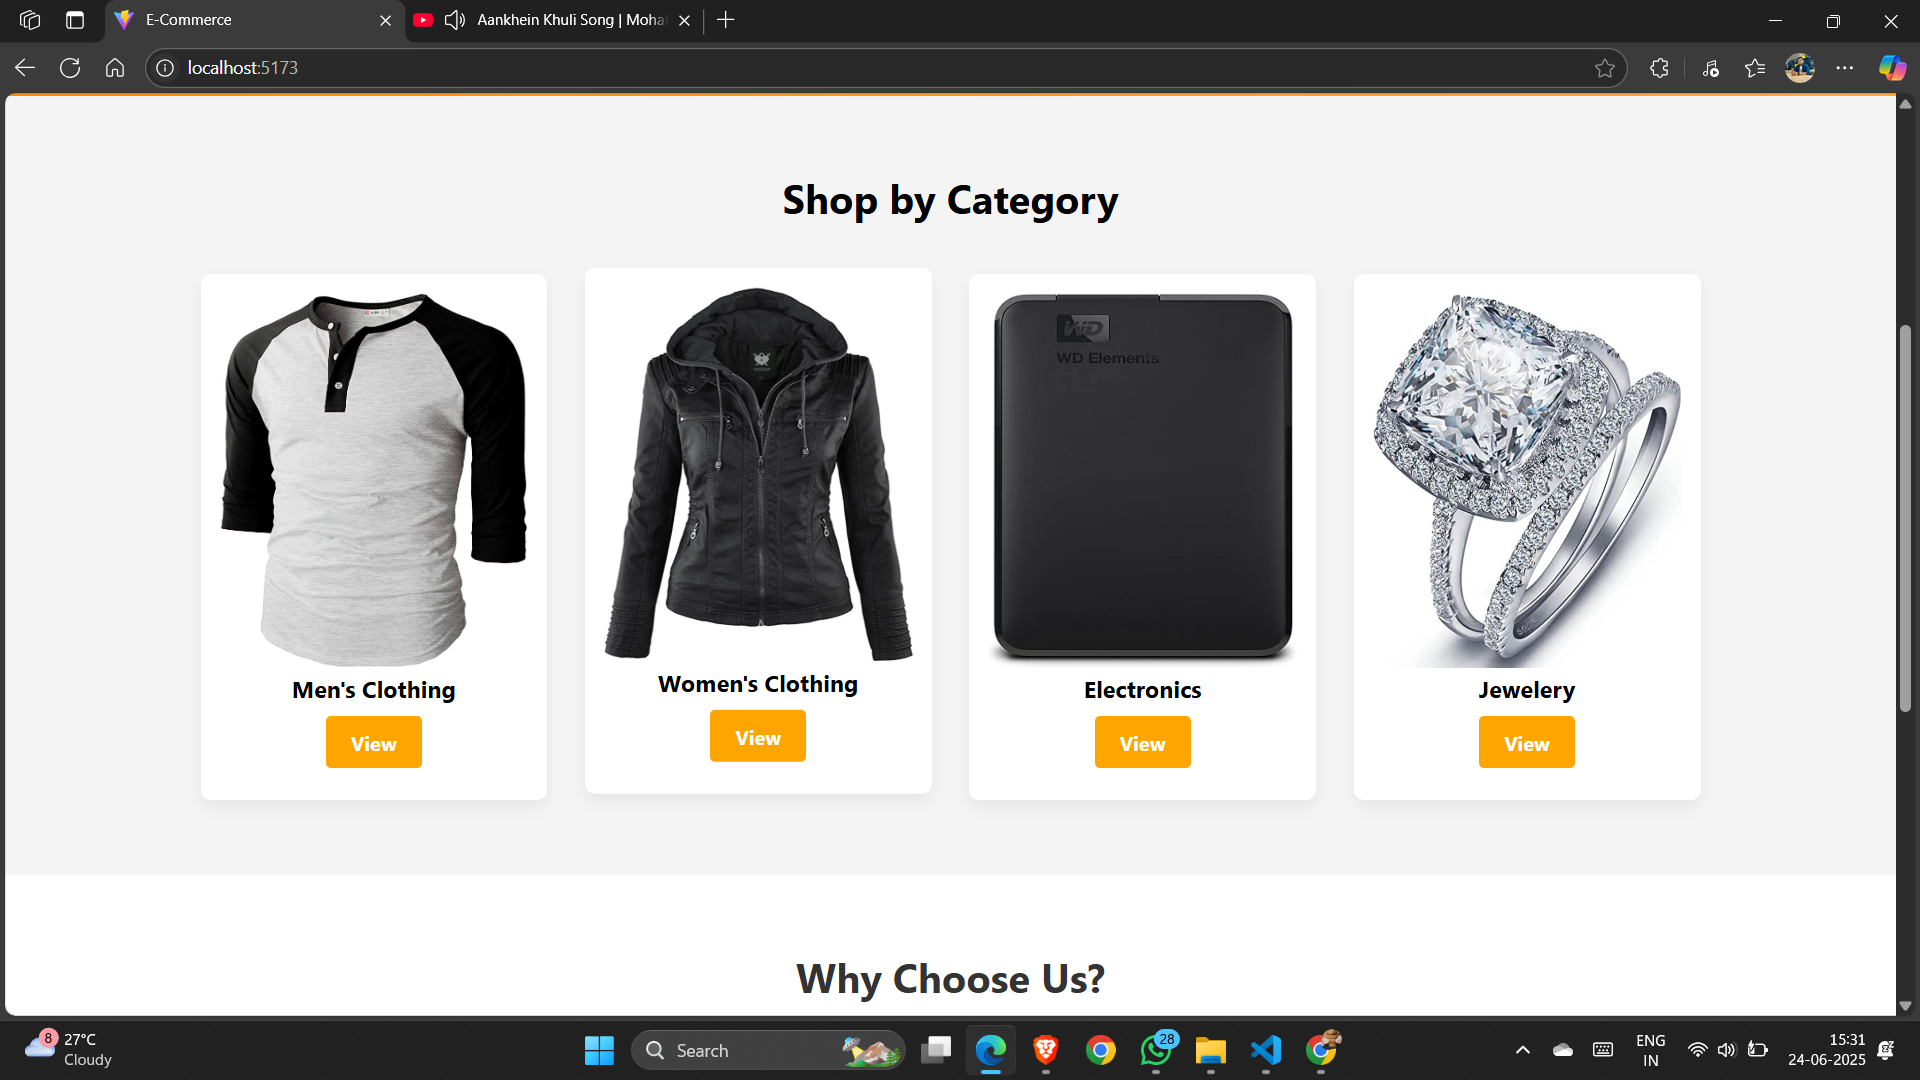 E-Commerce
Aankhein Khuli Song | Moha
localhost:5173
Shop by Category
WD
WD Elements
Men's Clothing
Women's Clothing
Electronics
Jewelery
View
View
View
View
Why Choose Us?
8
27°C
Cloudy
Search
28
ENG
IN
15:31
24-06-2025